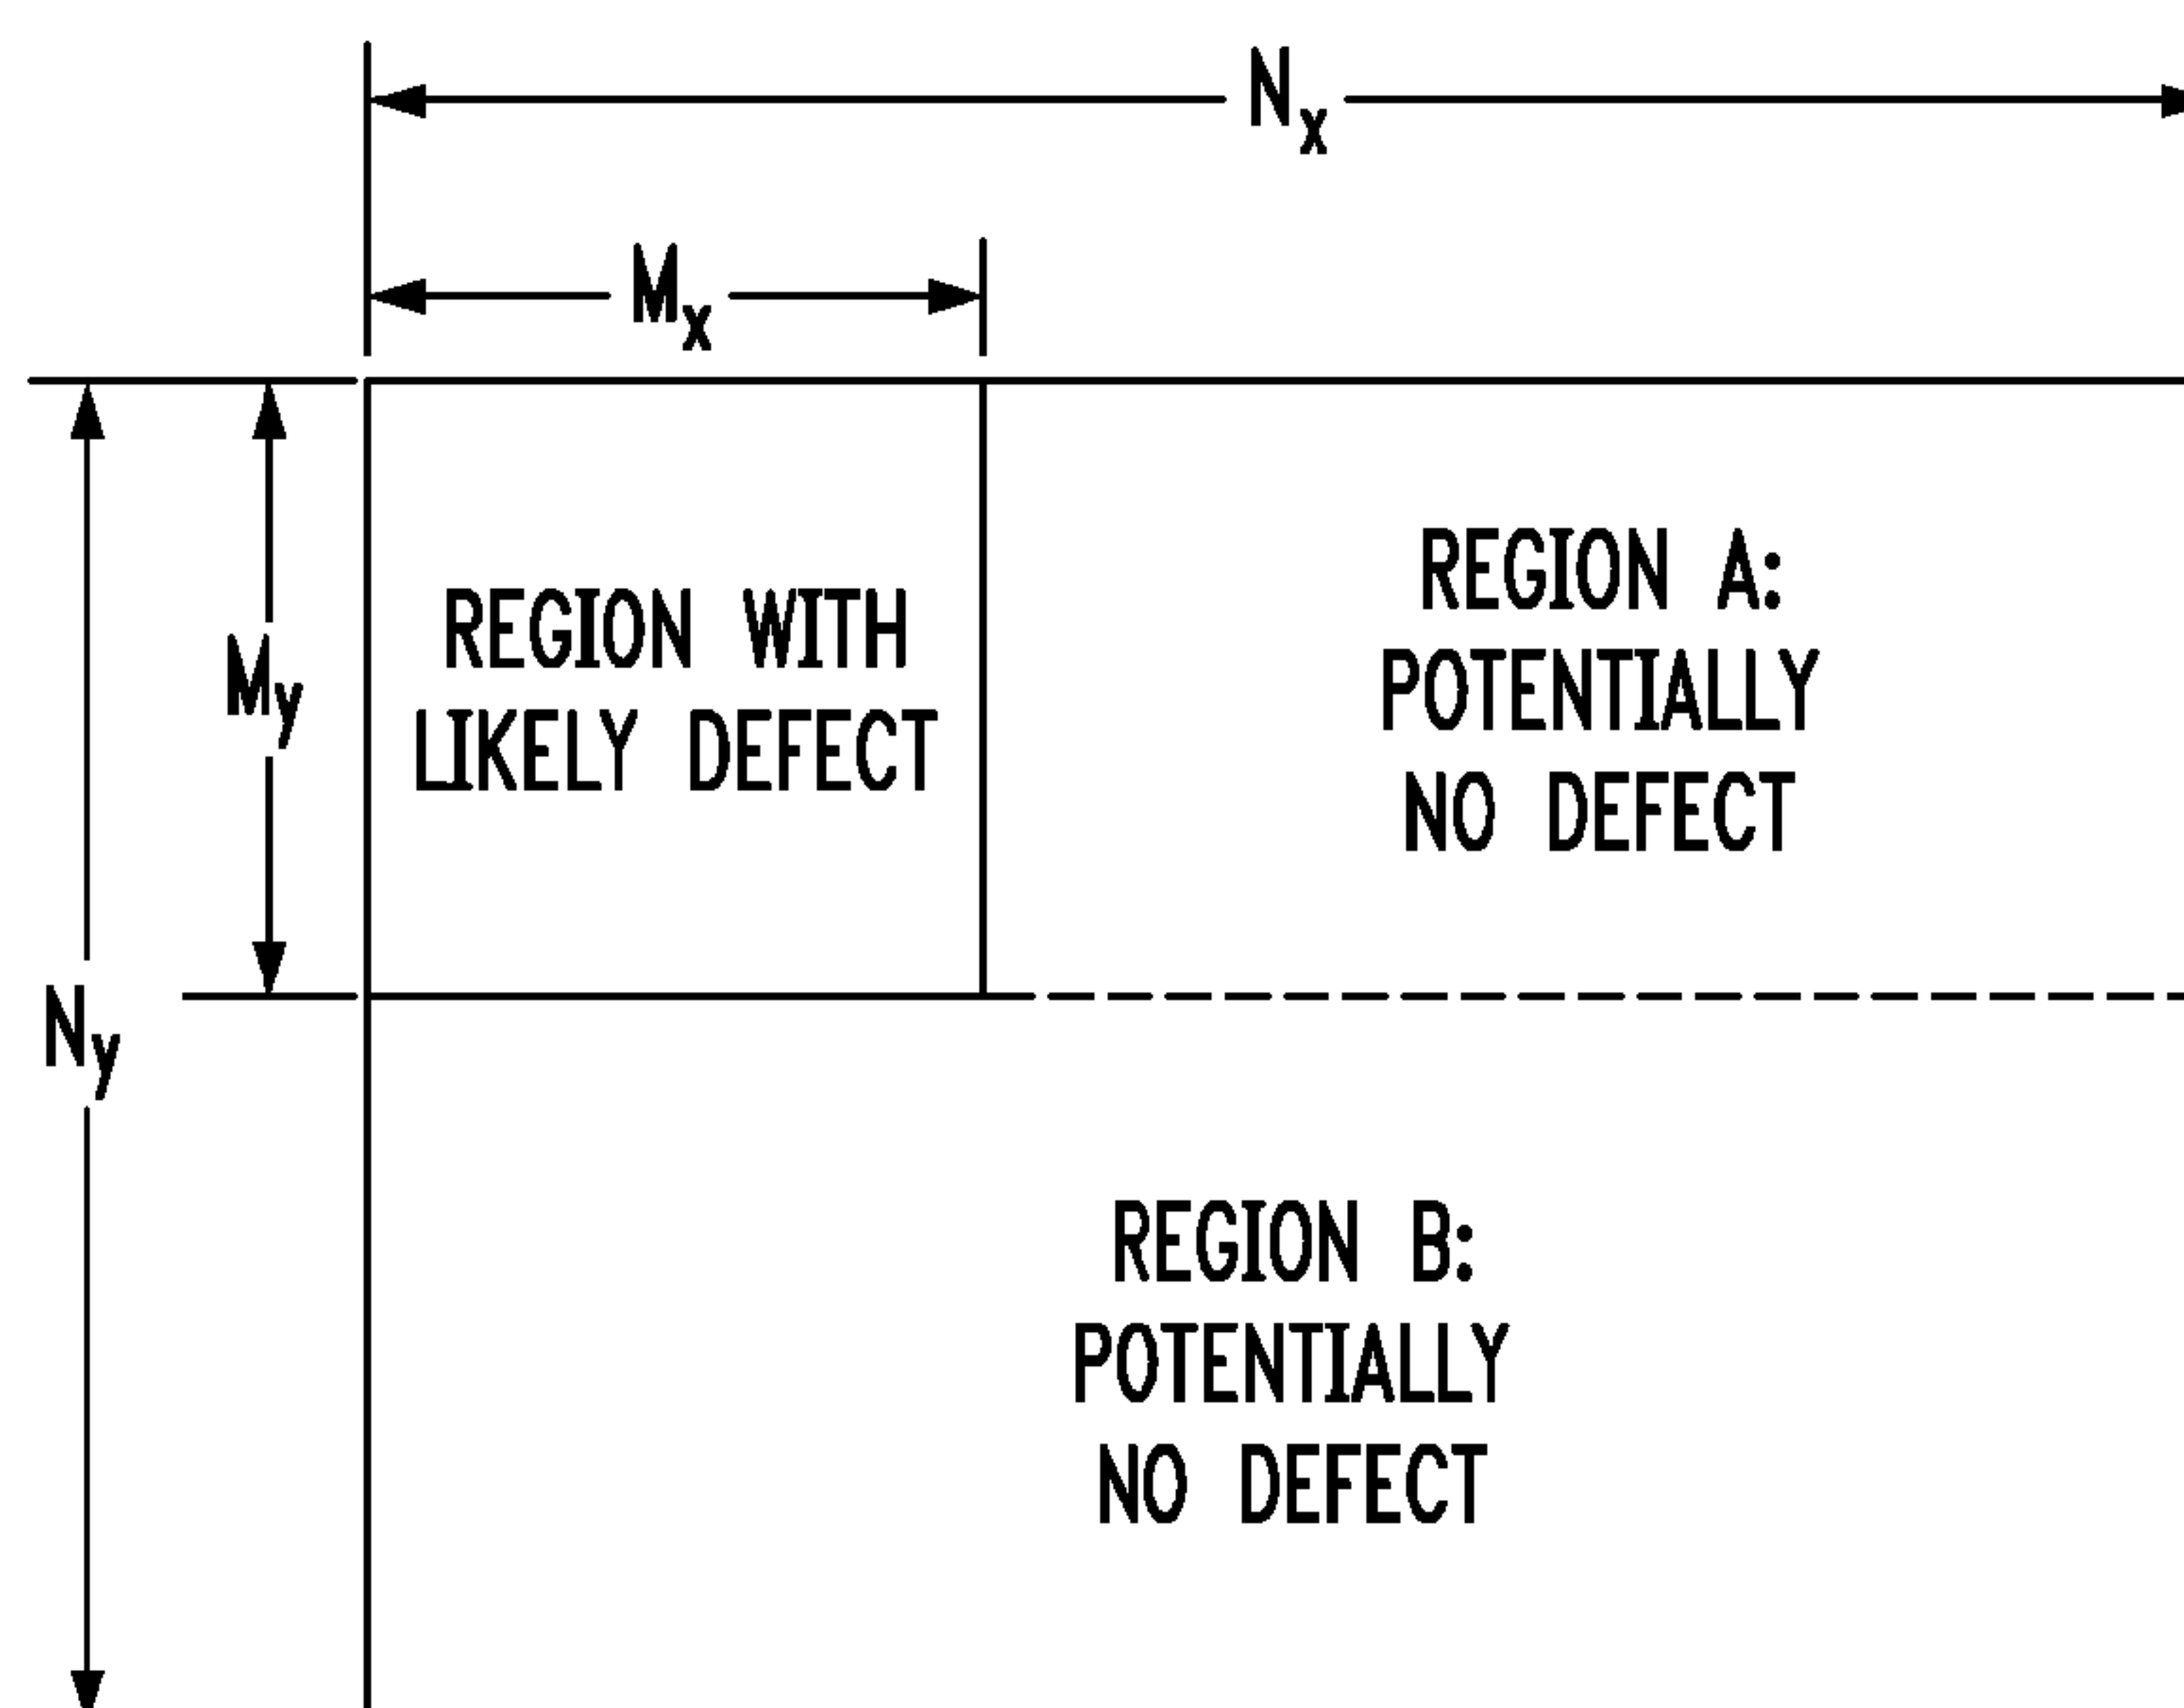 Nx
Mx
REGION WITH
LIKELY DEFECT
My
REGION A:
POTENTIALLY
NO DEFECT
Ny
REGION B:
POTENTIALLY
NO DEFECT